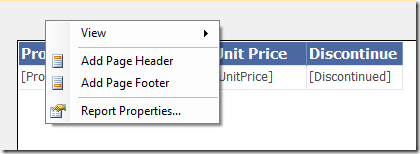 View
Add Page Header
Add Page Footer
Report Properties...
Pro
Unit Price
Discontinue
[Pro
UnitPrice]
[Discontinued]